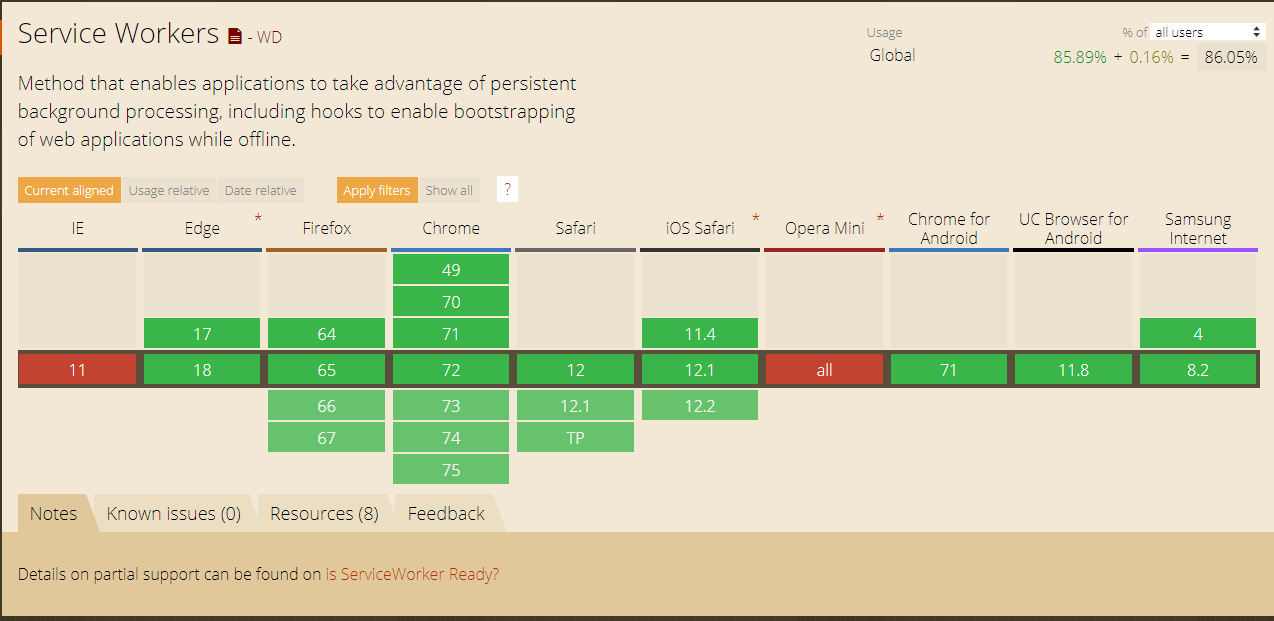 Service Workers - WD
Usage % of all users
Global 85.89% + 0.16% = 86.05%
Method that enables applications to take advantage of persistent
background processing, including hooks to enable bootstrapping
of web applications while offline.
Current aligned Usage relative Date relative Apply filters Show all ?
IE Edge * Firefox Chrome Safari iOS Safari * Opera Mini * Chrome for Android UC Browser for Android Samsung Internet
49
70
17 64 71 11.4 4
11 18 65 72 12 12.1 all 71 11.8 8.2
66 73 12.1 12.2
67 74 TP
75
Notes Known issues (0) Resources (8) Feedback
Details on partial support can be found on is ServiceWorker Ready?